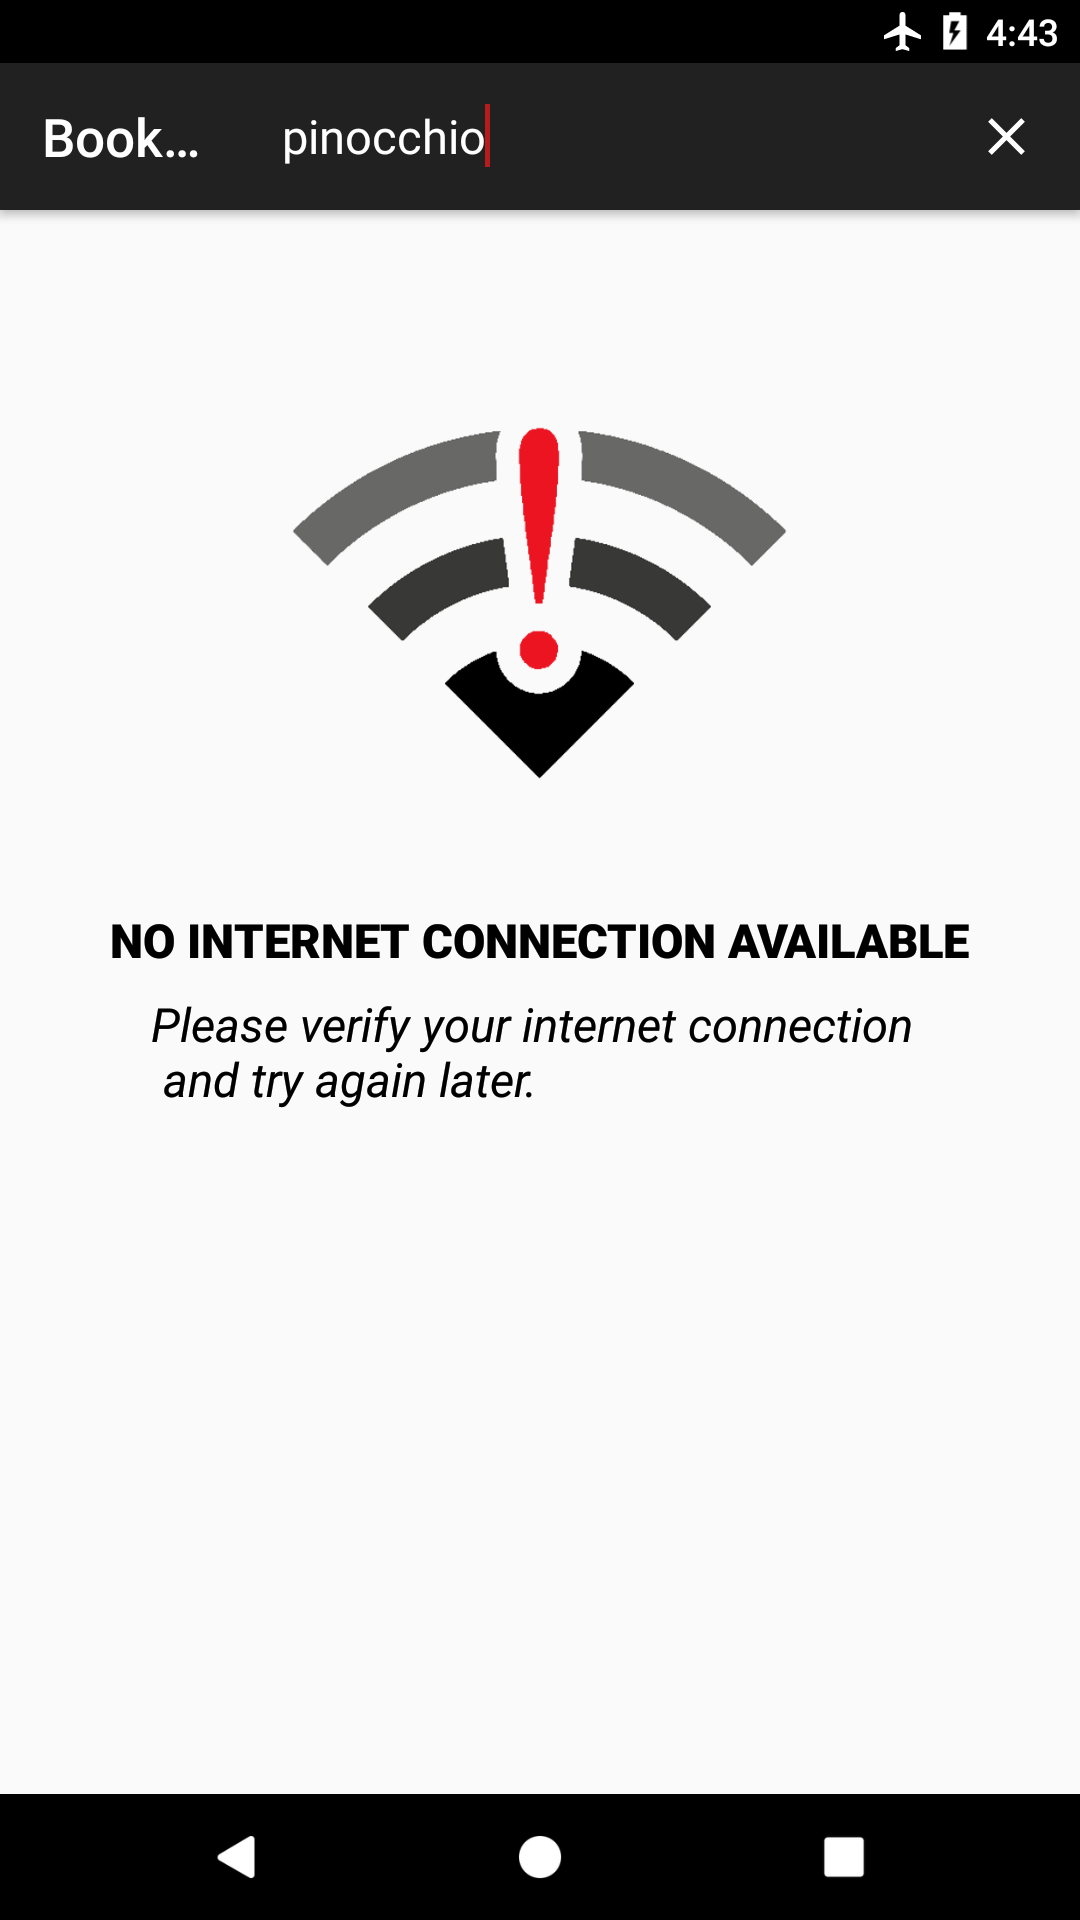 4:43
Book... pinocchio
NO INTERNET CONNECTION AVAILABLE
Please verify your internet connection
and try again later.